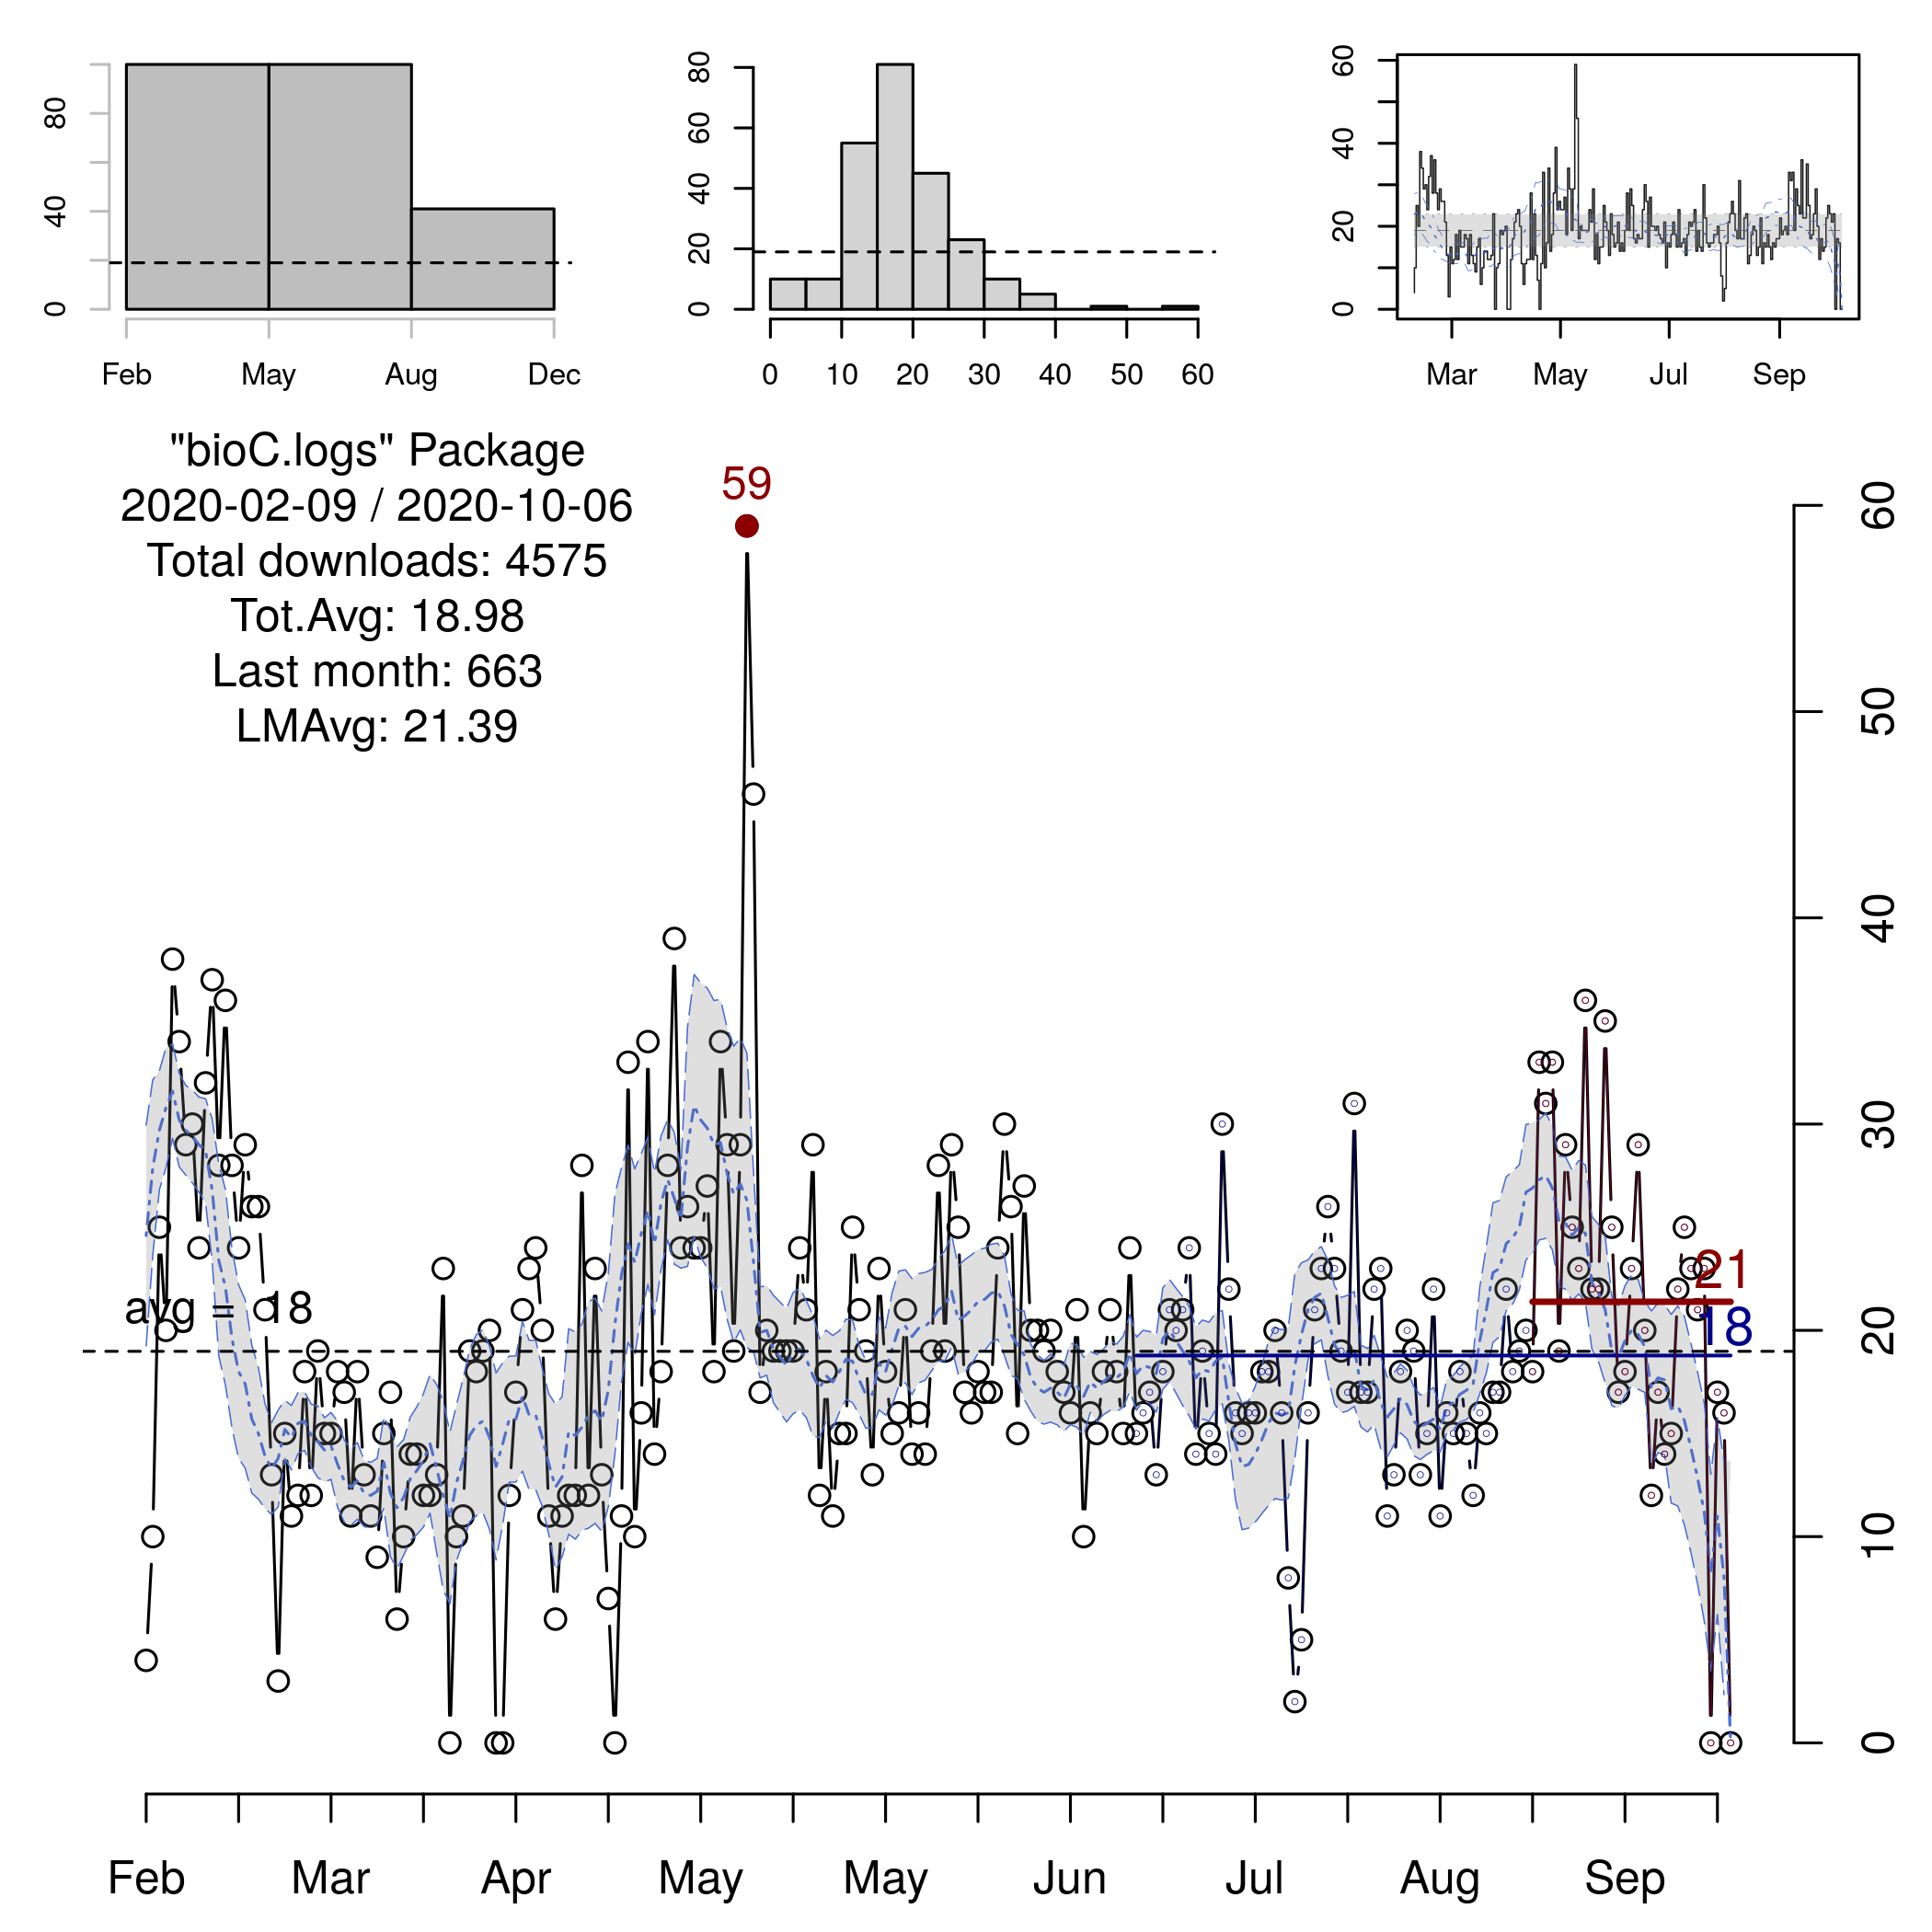 80
40
0
Feb May Aug Dec
80
60
40
20
0
0 10 20 30 40 50 60
60
40
20
0
Mar May Jul Sep
"bioC.logs" Package
2020-02-09 / 2020-10-06
Total downloads: 4575
Tot.Avg: 18.98
Last month: 663
LMAvg: 21.39
59
avg = 18
21
18
60
50
40
30
20
10
0
Feb Mar Apr May May Jun Jul Aug Sep